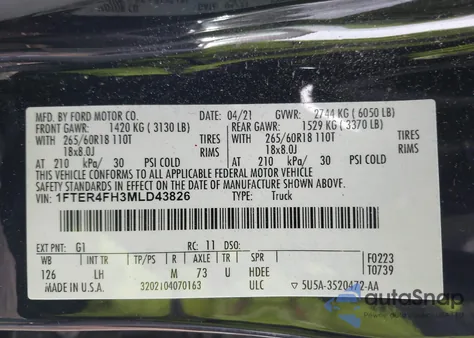 MFD. BY FORD MOTOR CO. 04/21 GVWR: 2744 KG ( 6050 LB)
FRONT GAWR: 1420 KG ( 3130 LB) REAR GAWR: 1529 KG ( 3370 LB)
WITH 265/60R18 110T TIRES WITH 265/60R18 110T TIRES
18x8.0J RIMS 18x8.0J RIMS
AT 210 kPa/ 30 PSI COLD AT 210 kPa/ 30 PSI COLD
THIS VEHICLE CONFORMS TO ALL APPLICABLE FEDERAL MOTOR VEHICLE
SAFETY STANDARDS IN EFFECT ON THE DATE OF MANUFACTURE SHOWN ABOVE.
VIN: 1FTER4FH3MLD43826 TYPE: Truck
EXT PNT: G1 RC: 11 DSO:
WB INT TR TP/PS R AXLE TR SPR F0223
126 LH M 73 U HDEE T0739
MADE IN U.S.A. 3202104070163 ULC ▽ 5U5A-3520472-AA
autoSnap